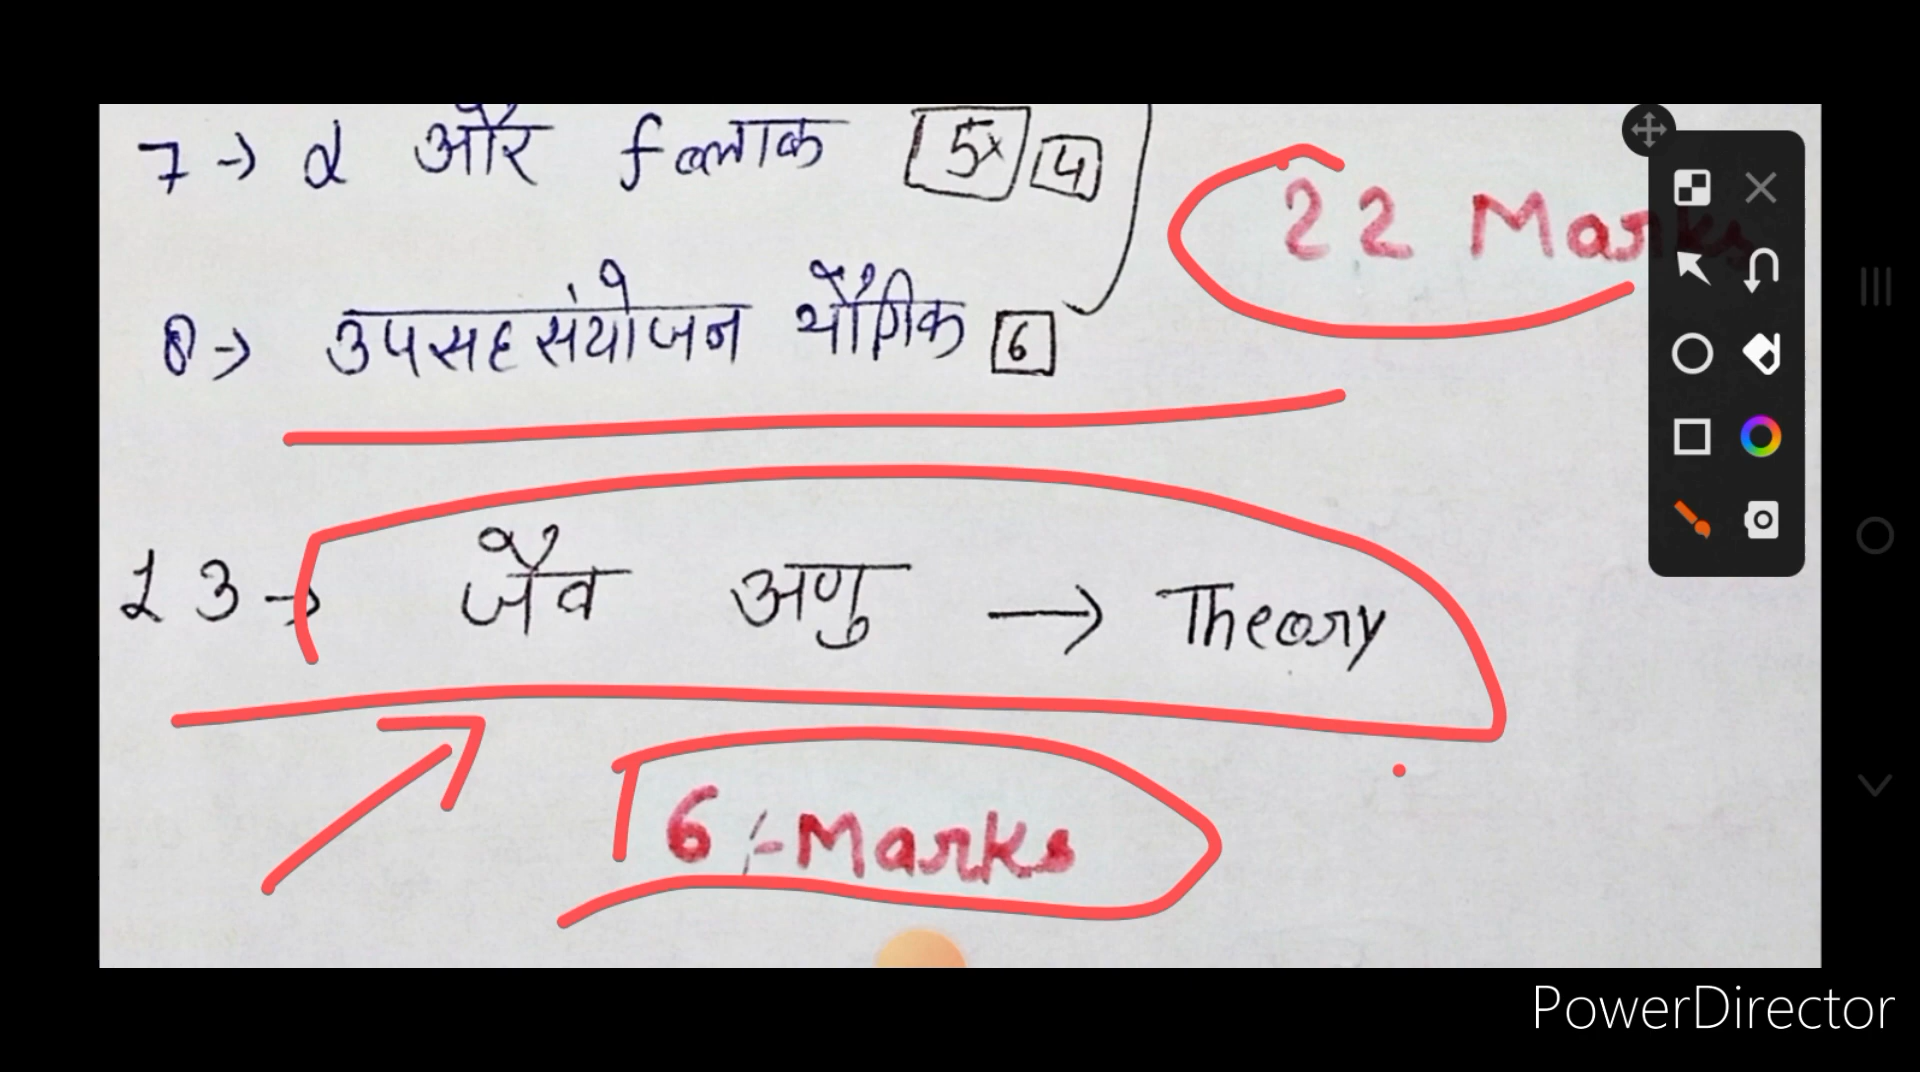 7 → d और f ब्लाक 5x 4
22 Marks
8 → उपसहसंयोजन यौगिक 6
13 → जैव अणु → Theory
6 :- Marks
PowerDirector